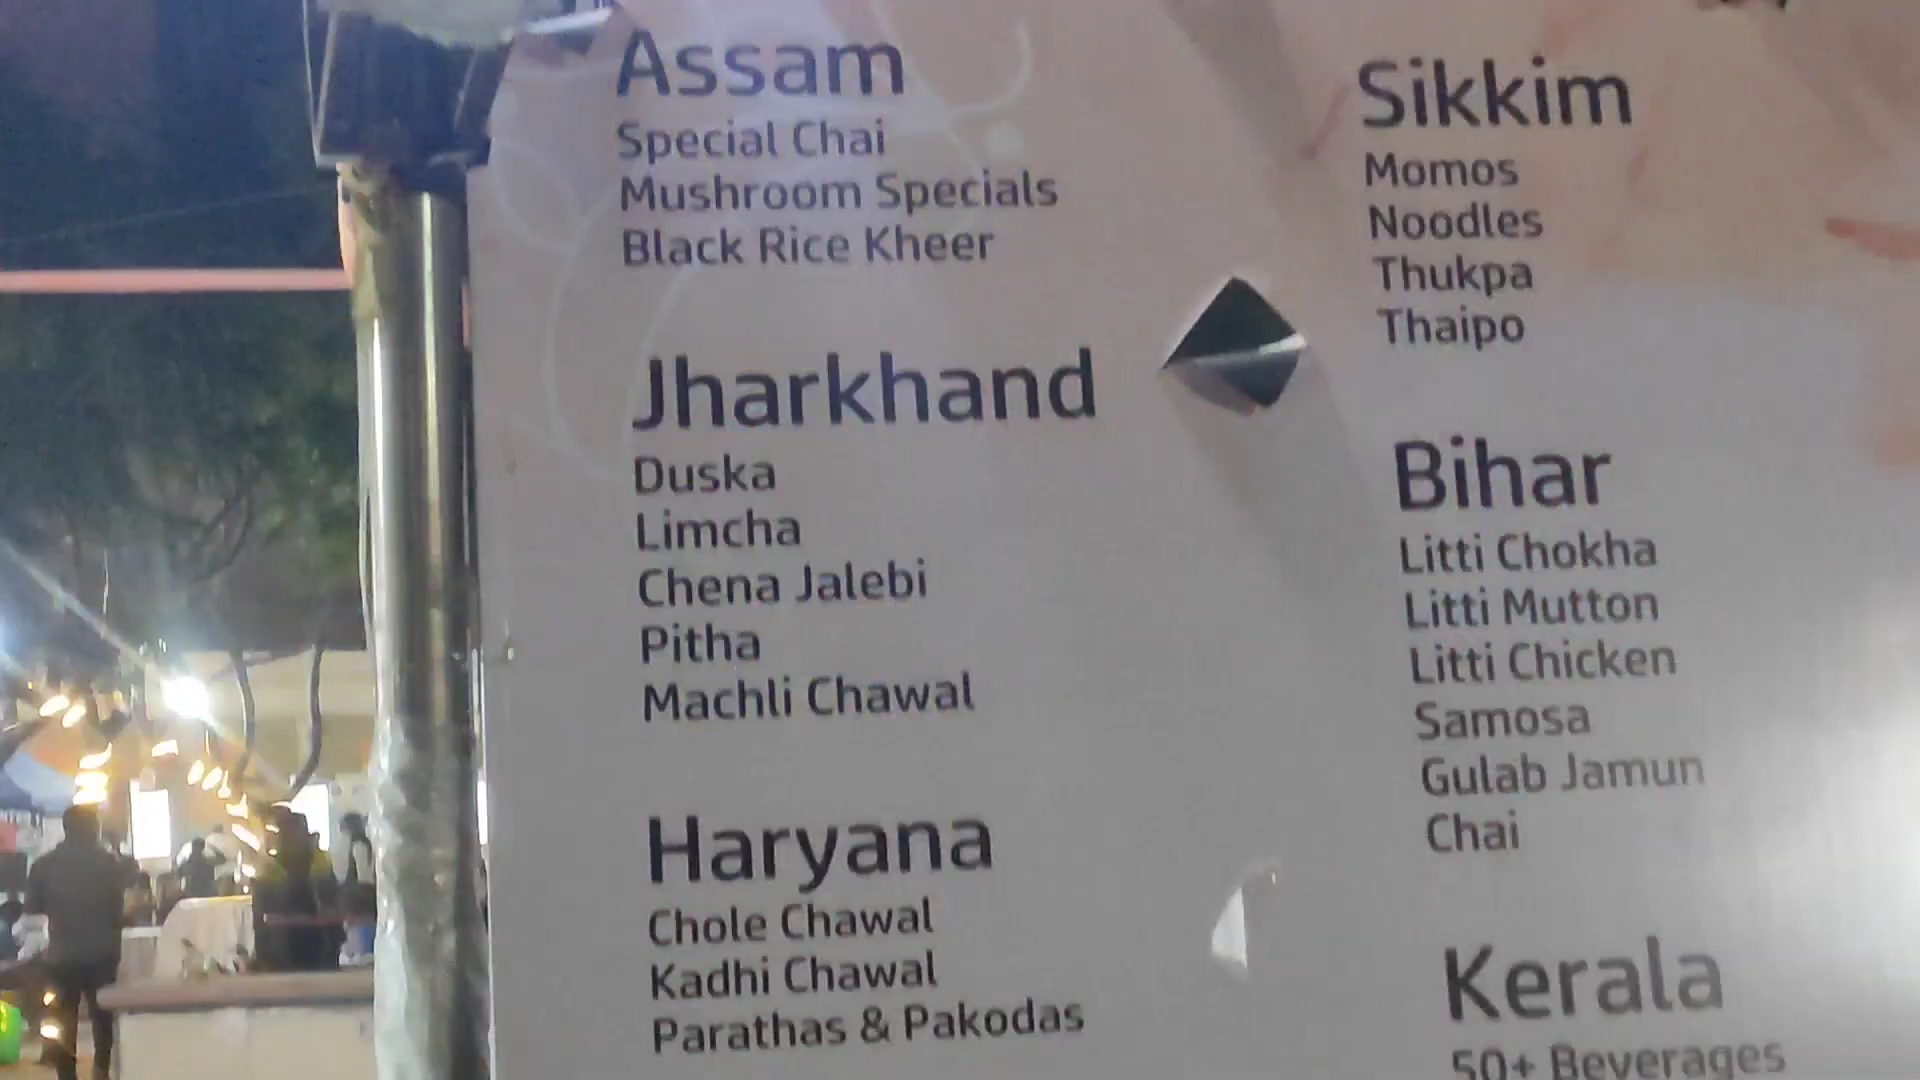 Assam
Special Chai
Mushroom Specials
Black Rice Kheer
Jharkhand
Duska
Limcha
Chena Jalebi
Pitha
Machli Chawal
Haryana
Chole Chawal
Kadhi Chawal
Parathas & Pakodas
Sikkim
Momos
Noodles
Thukpa
Thaipo
Bihar
Litti Chokha
Litti Mutton
Litti Chicken
Samosa
Gulab Jamun
Chai
Kerala
50+ Beverages